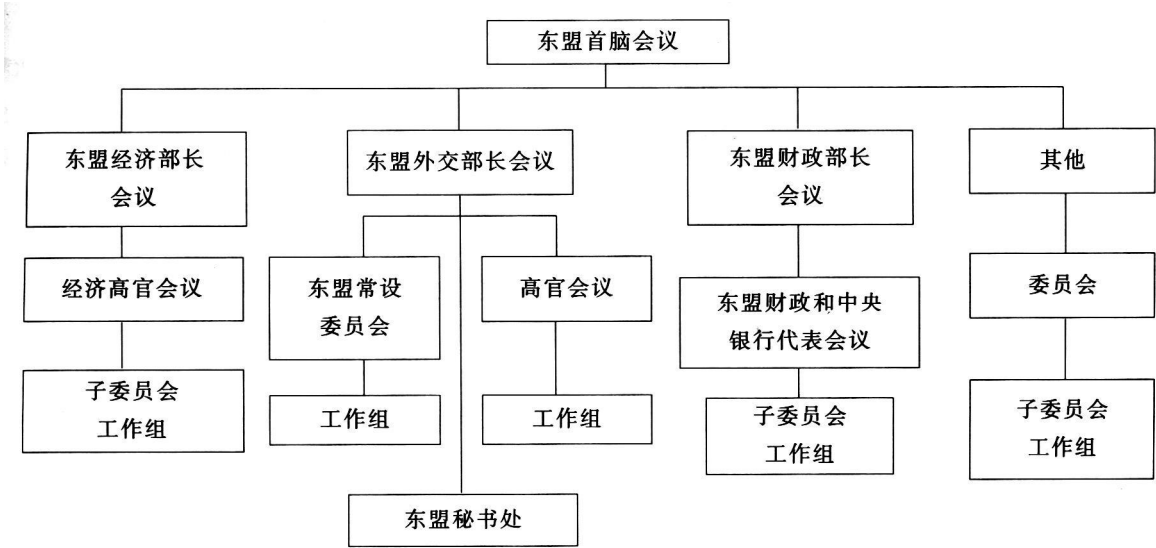 东盟首脑会议
东盟经济部长
会议
东盟外交部长会议
东盟财政部长
会议
其他
经济高官会议
东盟常设
委员会
高官会议
东盟财政和中央
银行代表会议
委员会
子委员会
工作组
工作组
工作组
子委员会
工作组
子委员会
工作组
东盟秘书处